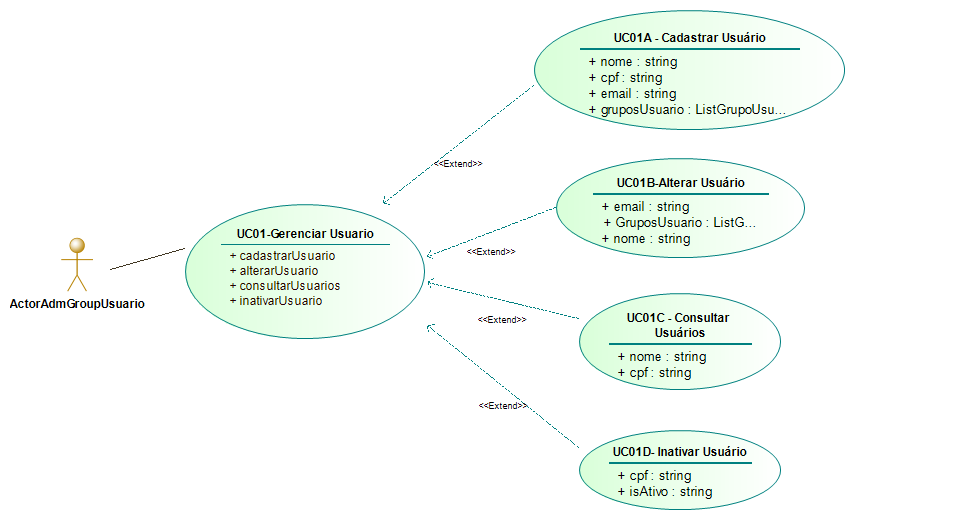 UC01A - Cadastrar Usuário
+ nome : string
+ cpf : string
+ email : string
+ gruposUsuario : ListGrupoUsu...
<<Extend>>
UC01B-Alterar Usuário
+ email : string
+ GruposUsuario : ListG...
+ nome : string
<<Extend>>
UC01-Gerenciar Usuario
+ cadastrarUsuario
+ alterarUsuario
+ consultarUsuarios
+ inativarUsuario
ActorAdmGroupUsuario
UC01C - Consultar
Usuários
+ nome : string
+ cpf : string
<<Extend>>
<<Extend>>
UC01D- Inativar Usuário
+ cpf : string
+ isAtivo : string